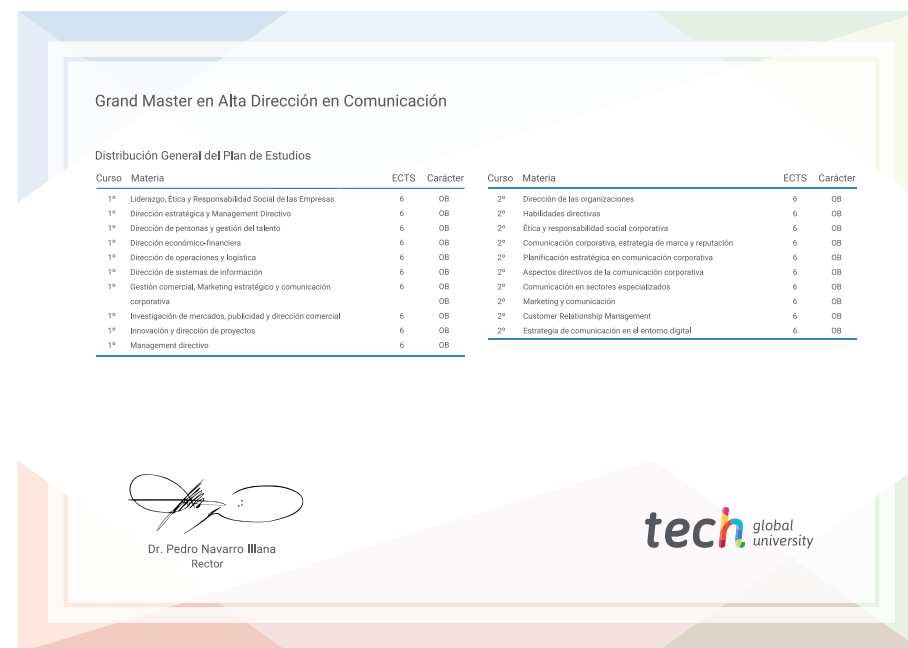 Grand Master en Alta Dirección en Comunicación
Distribución General del Plan de Estudios
Curso Materia ECTS Carácter
1º Liderazgo, Ética y Responsabilidad Social de las Empresas 6 OB
1º Dirección estratégica y Management Directivo 6 OB
1º Dirección de personas y gestión del talento 6 OB
1º Dirección económico-financiera 6 OB
1º Dirección de operaciones y logística 6 OB
1º Dirección de sistemas de información 6 OB
1º Gestión comercial, Marketing estratégico y comunicación 6 OB
corporativa OB
1º Investigación de mercados, publicidad y dirección comercial 6 OB
1º Innovación y dirección de proyectos 6 OB
1º Management directivo 6 OB
Curso Materia ECTS Carácter
2º Dirección de las organizaciones 6 OB
2º Habilidades directivas 6 OB
2º Ética y responsabilidad social corporativa 6 OB
2º Comunicación corporativa, estrategia de marca y reputación 6 OB
2º Planificación estratégica en comunicación corporativa 6 OB
2º Aspectos directivos de la comunicación corporativa 6 OB
2º Comunicación en sectores especializados 6 OB
2º Marketing y comunicación 6 OB
2º Customer Relationship Management 6 OB
2º Estrategia de comunicación en el entorno digital 6 OB
Dr. Pedro Navarro Illana
Rector
tech global
university